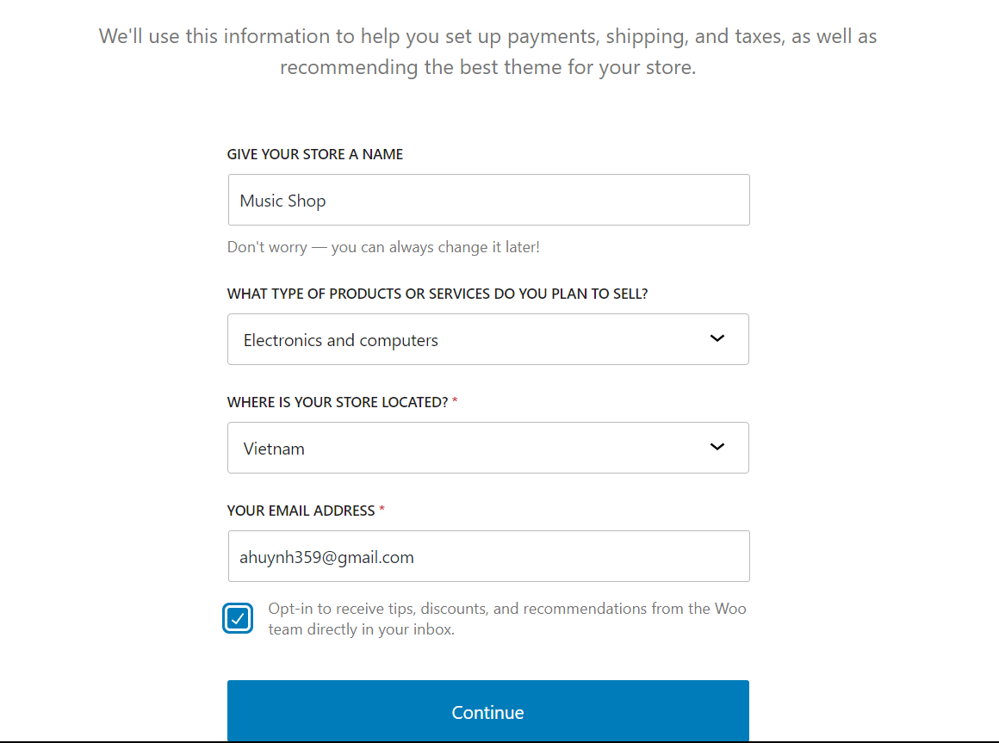 We'll use this information to help you set up payments, shipping, and taxes, as well as
recommending the best theme for your store.
GIVE YOUR STORE A NAME
Music Shop
Don't worry — you can always change it later!
WHAT TYPE OF PRODUCTS OR SERVICES DO YOU PLAN TO SELL?
Electronics and computers
WHERE IS YOUR STORE LOCATED? *
Vietnam
YOUR EMAIL ADDRESS *
ahuynh359@gmail.com
Opt-in to receive tips, discounts, and recommendations from the Woo
team directly in your inbox.
Continue